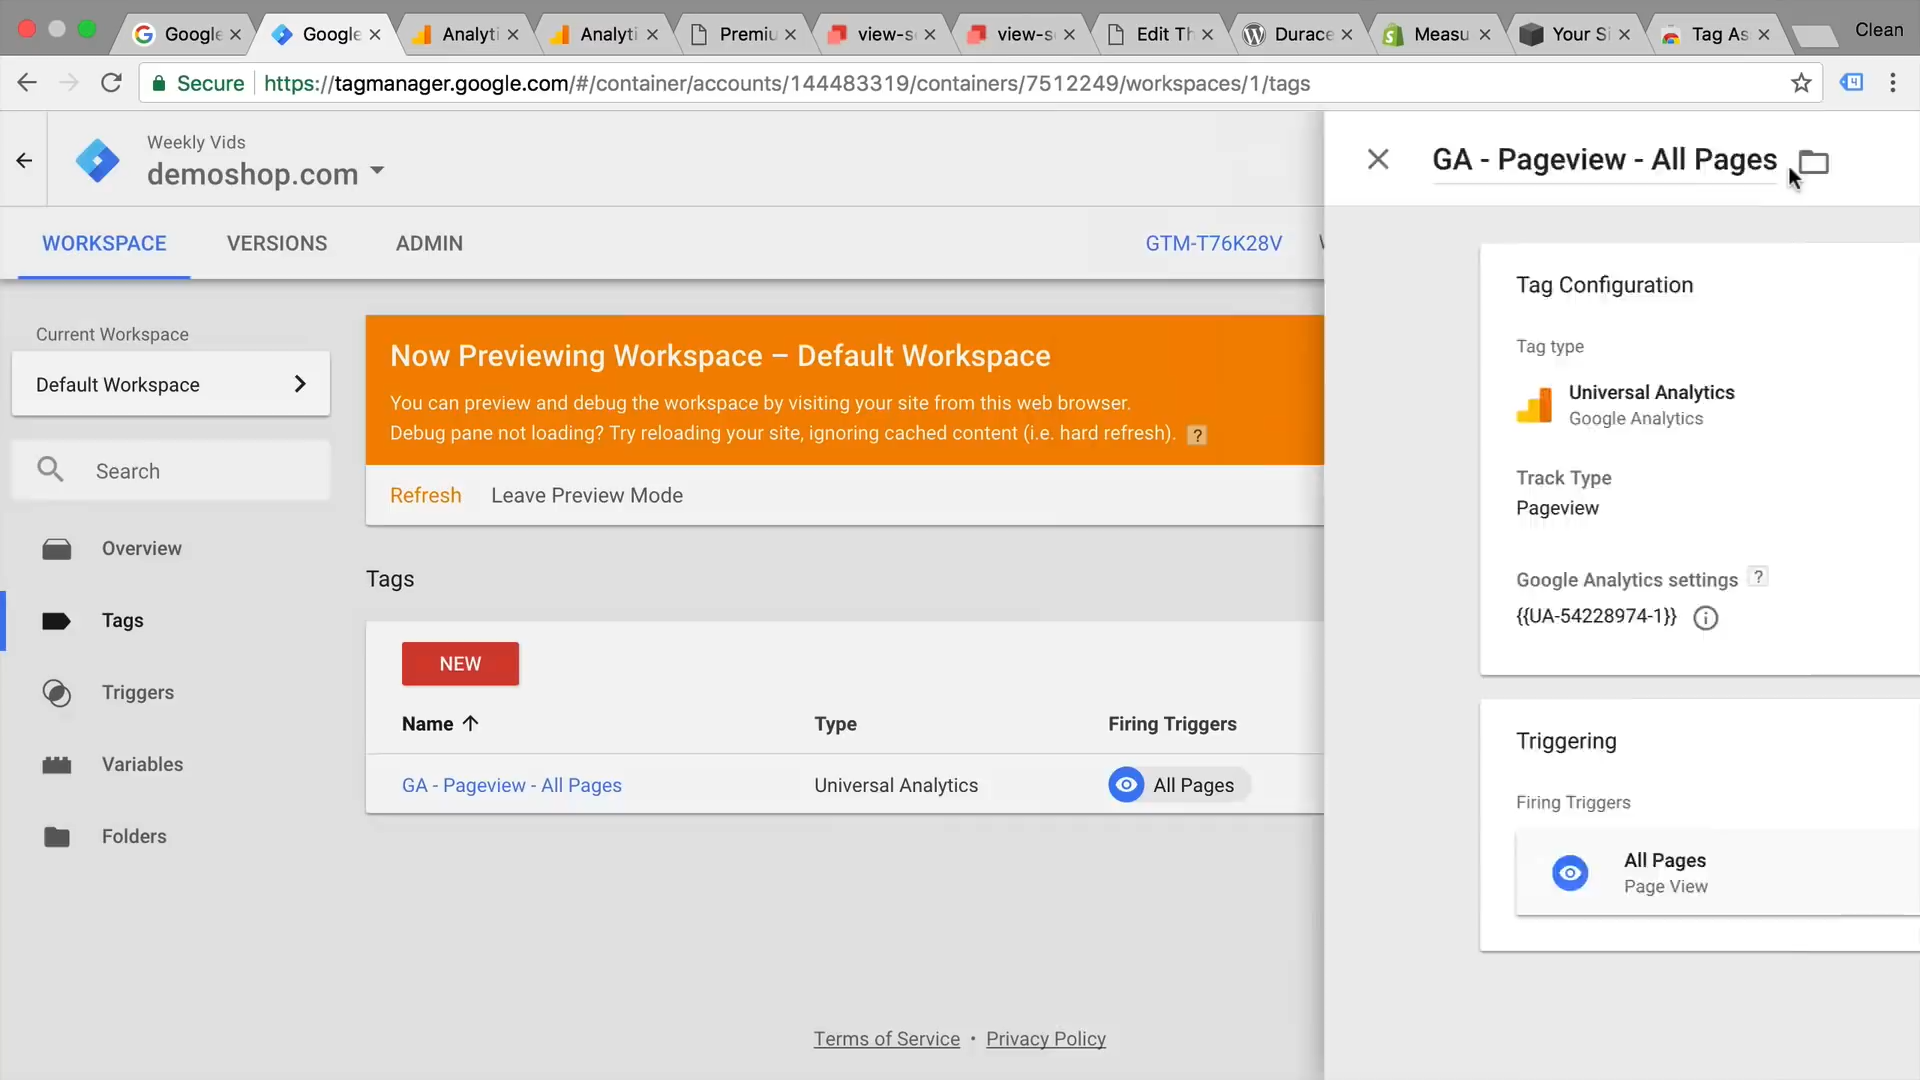 Google
Google
Analyti
Analyti
Premiu
view-s
view-s
Edit Th
Durace
Measu
Your Si
Tag As
Clean
Secure
https://tagmanager.google.com/#/container/accounts/144483319/containers/7512249/workspaces/1/tags
Weekly Vids
demoshop.com
GA - Pageview - All Pages
WORKSPACE
VERSIONS
ADMIN
GTM-T76K28V
Current Workspace
Default Workspace
Search
Overview
Tags
Triggers
Variables
Folders
Now Previewing Workspace – Default Workspace
You can preview and debug the workspace by visiting your site from this web browser.
Debug pane not loading? Try reloading your site, ignoring cached content (i.e. hard refresh). ?
Refresh
Leave Preview Mode
Tags
NEW
Name
Type
Firing Triggers
GA - Pageview - All Pages
Universal Analytics
All Pages
Terms of Service • Privacy Policy
Tag Configuration
Tag type
Universal Analytics
Google Analytics
Track Type
Pageview
Google Analytics settings ?
{{UA-54228974-1}}
Triggering
Firing Triggers
All Pages
Page View